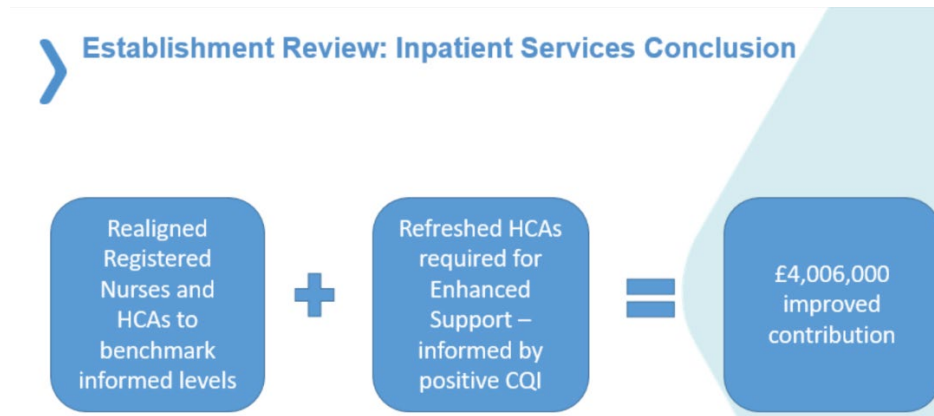 Establishment Review: Inpatient Services Conclusion
Realigned
Registered
Nurses and
HCAs to
benchmark
informed levels
+
Refreshed HCAs
required for
Enhanced
Support –
informed by
positive CQI
=
£4,006,000
improved
contribution